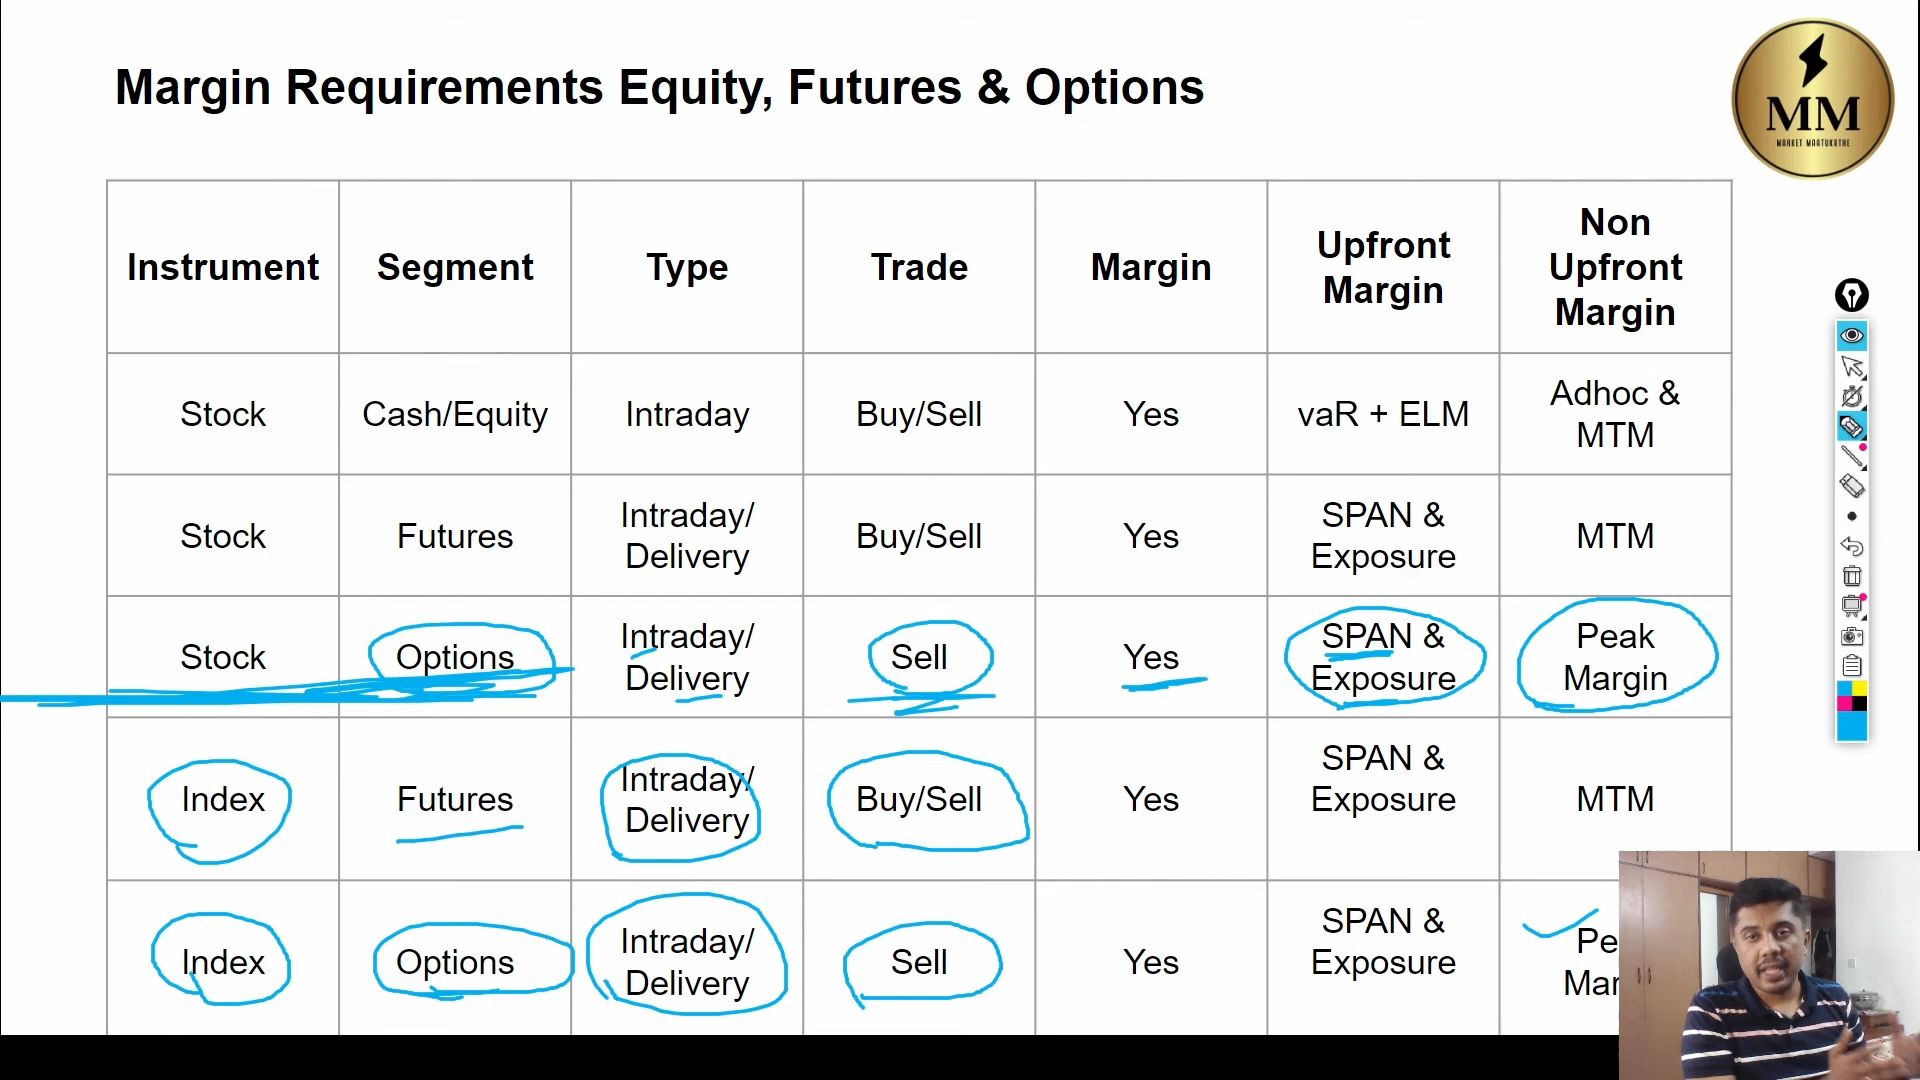 Margin Requirements Equity, Futures & Options
MM
MARKET MAATUKATHE
Instrument Segment Type Trade Margin Upfront Margin Non Upfront Margin
Stock Cash/Equity Intraday Buy/Sell Yes vaR + ELM Adhoc & MTM
Stock Futures Intraday/ Delivery Buy/Sell Yes SPAN & Exposure MTM
Stock Options Intraday/ Delivery Sell Yes SPAN & Exposure Peak Margin
Index Futures Intraday/ Delivery Buy/Sell Yes SPAN & Exposure MTM
Index Options Intraday/ Delivery Sell Yes SPAN & Exposure Pe Mar